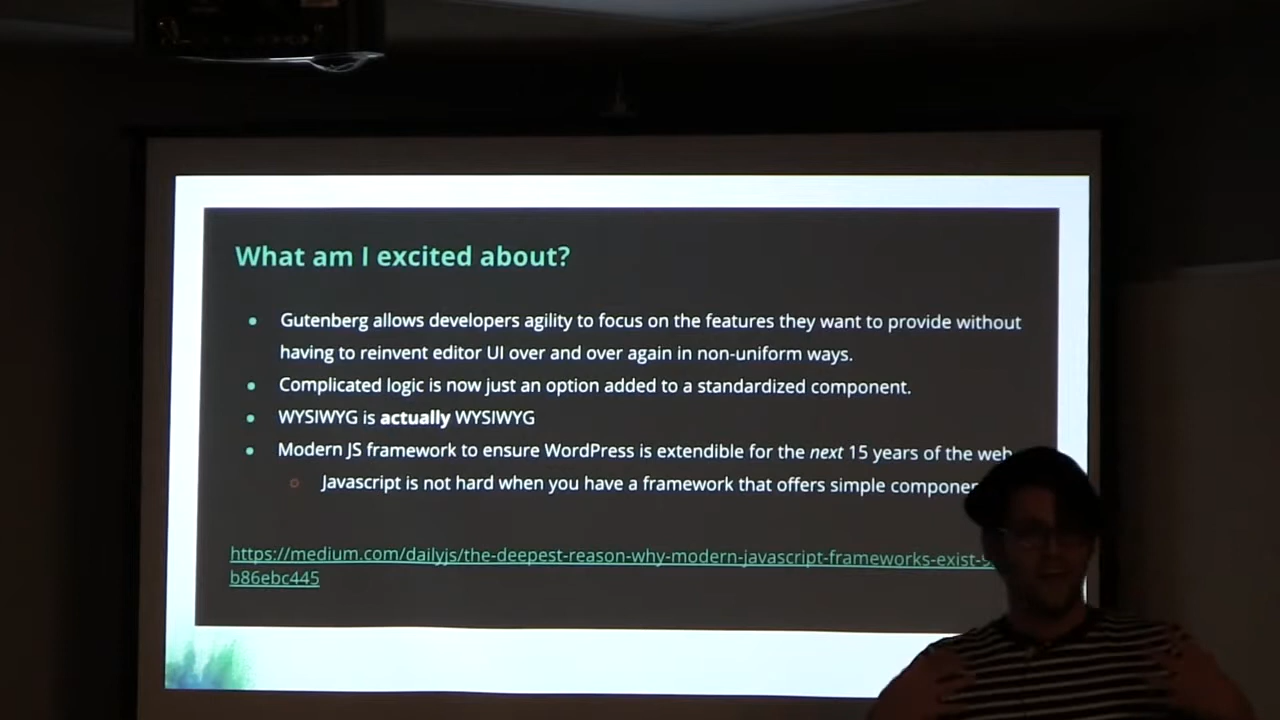 What am I excited about?
Gutenberg allows developers agility to focus on the features they want to provide without
having to reinvent editor UI over and over again in non-uniform ways.
Complicated logic is now just an option added to a standardized component.
WYSIWYG is actually WYSIWYG
Modern JS framework to ensure WordPress is extendible for the next 15 years of the web
Javascript is not hard when you have a framework that offers simple
https://medium.com/dailyjs/the-deepest-reason-why-modern-javascript-frameworks-exist-
b86ebc445